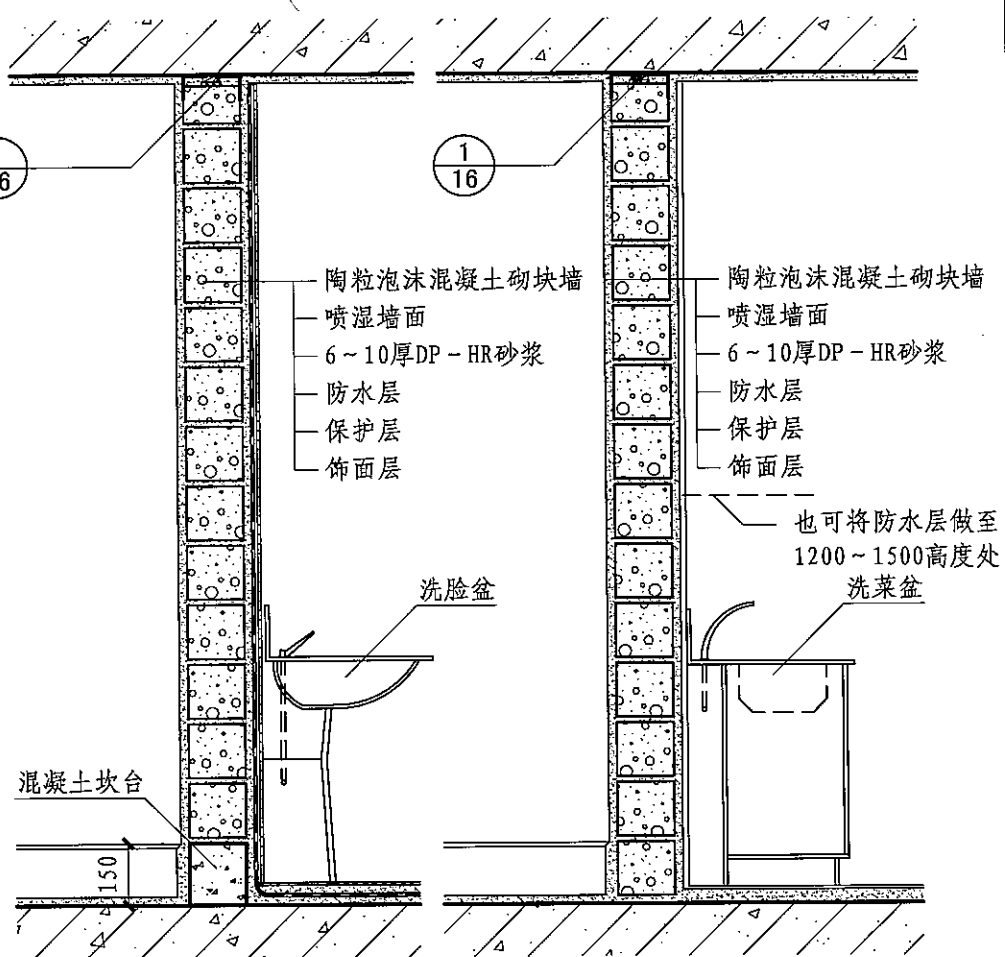 6
陶粒泡沫混凝土砌块墙
喷湿墙面
6~10厚DP-HR砂浆
防水层
保护层
饰面层
洗脸盆
混凝土坎台
150
1
16
陶粒泡沫混凝土砌块墙
喷湿墙面
6~10厚DP-HR砂浆
防水层
保护层
饰面层
也可将防水层做至
1200~1500高度处
洗菜盆